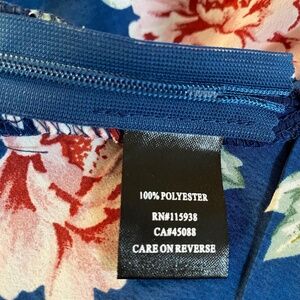 100% POLYESTER
RN#115938
CA#45088
CARE ON REVERSE